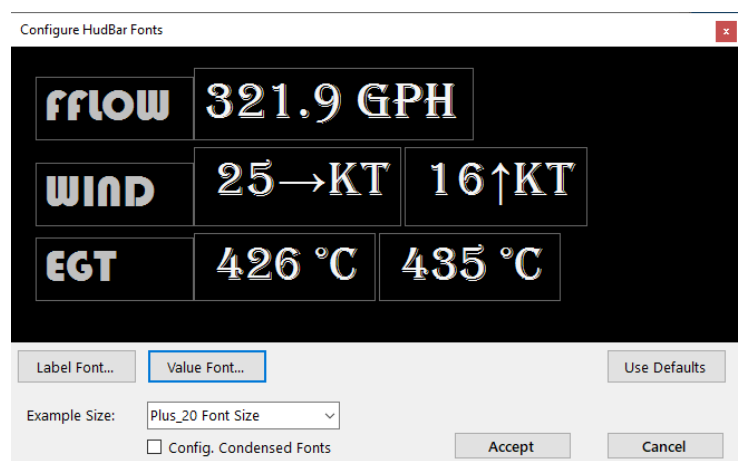 Configure HudBar Fonts
x
FFLOW 321.9 GPH
WIND 25→KT 16↑KT
EGT 426 °C 435 °C
Label Font... Value Font... Use Defaults
Example Size: Plus_20 Font Size
Config. Condensed Fonts Accept Cancel